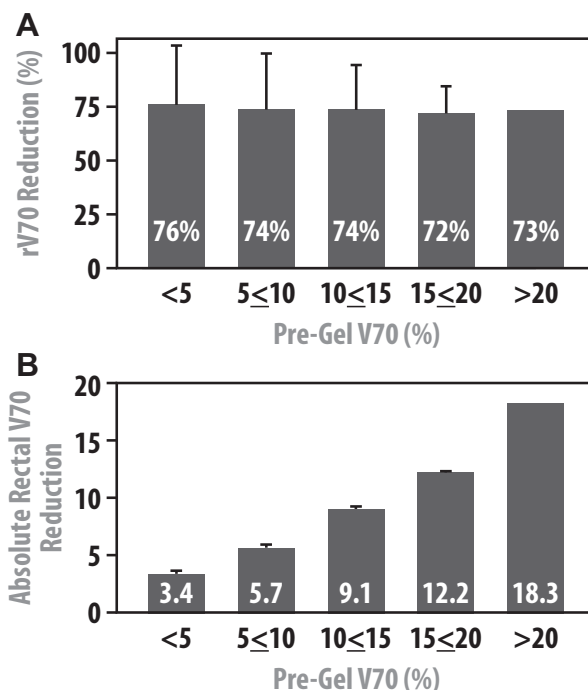 A
rV70 Reduction (%)
100
75
50
25
0
76% 74% 74% 72% 73%
<5 5≤10 10≤15 15≤20 >20
Pre-Gel V70 (%)
B
Absolute Rectal V70
Reduction
20
15
10
5
0
3.4 5.7 9.1 12.2 18.3
<5 5≤10 10≤15 15≤20 >20
Pre-Gel V70 (%)